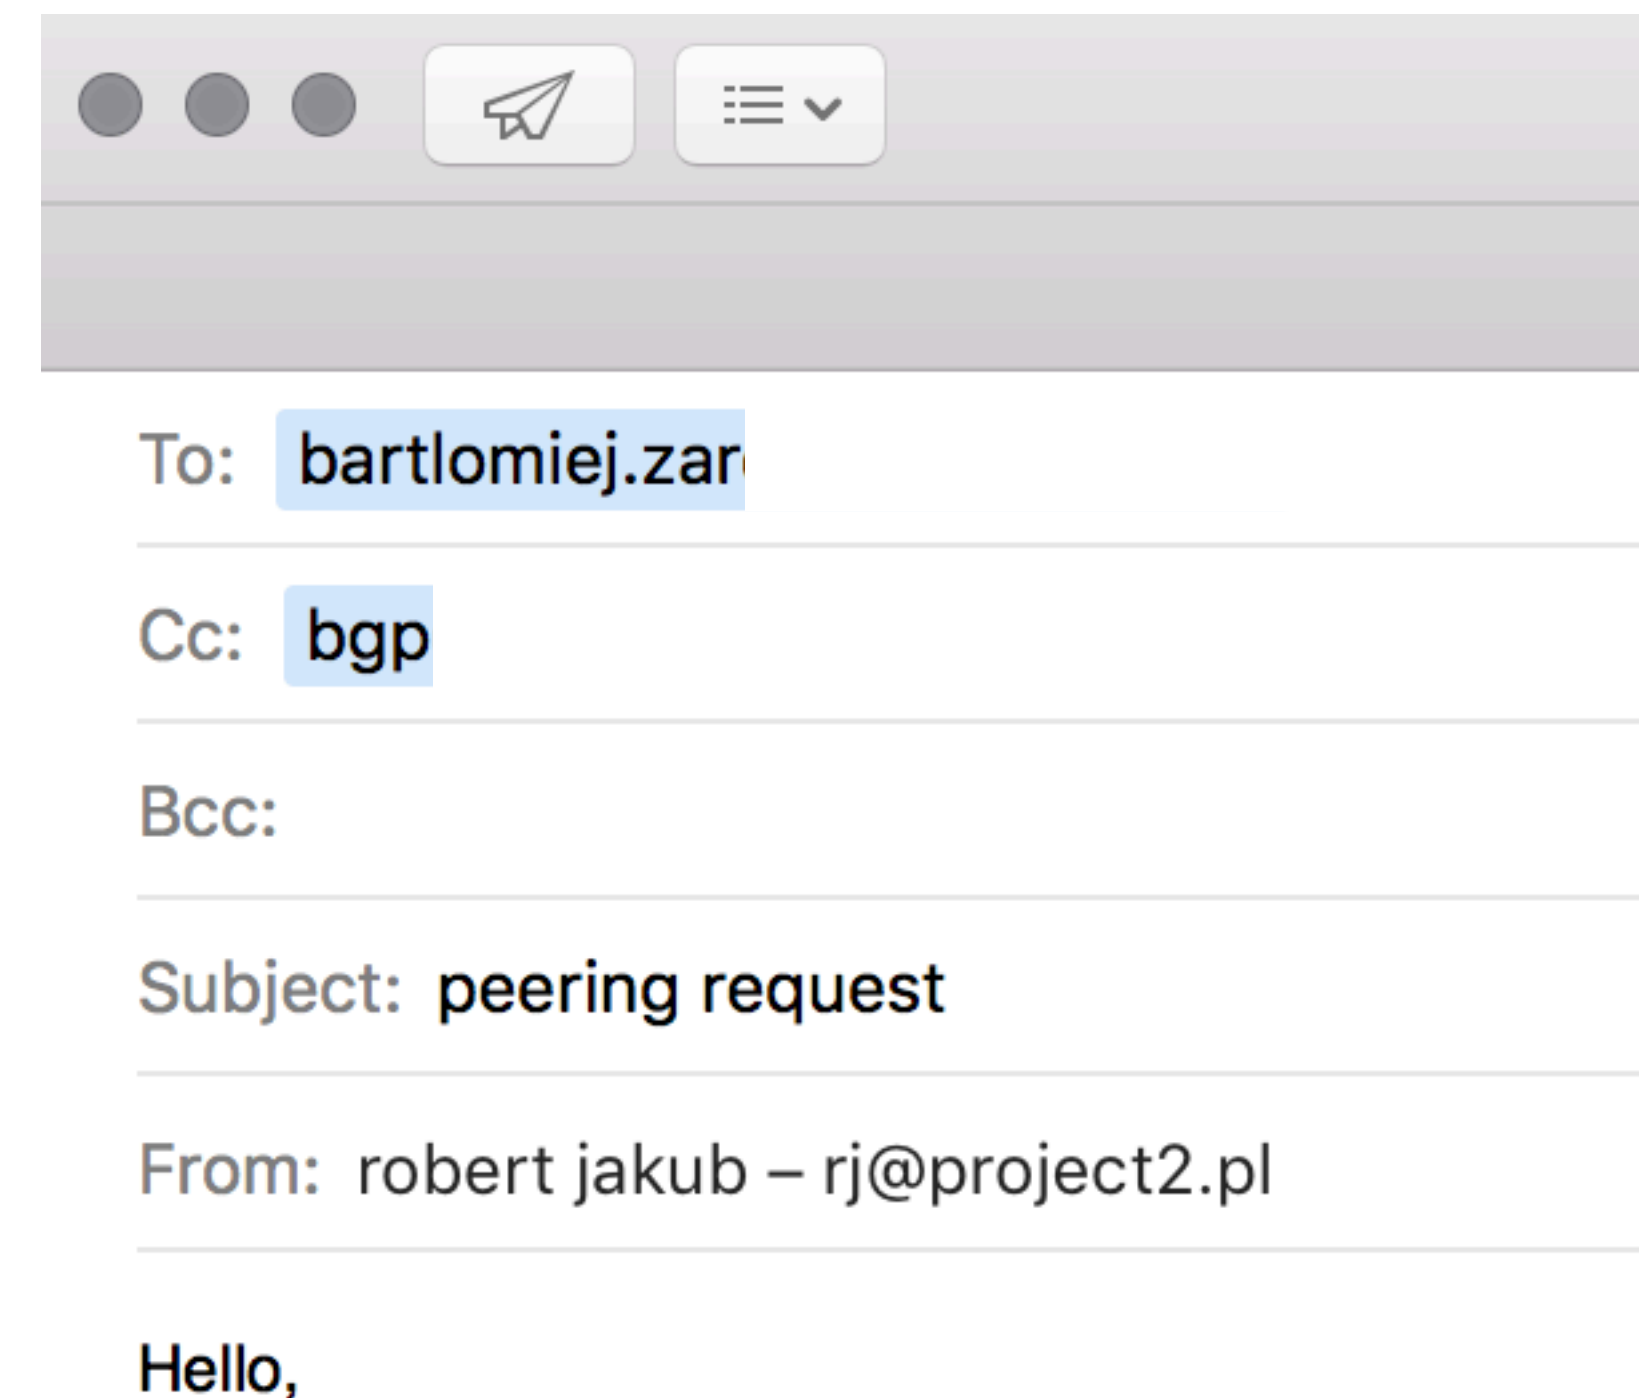 To: bartlomiej.zar
Cc: bgp
Bcc:
Subject: peering request
From: robert jakub – rj@project2.pl
Hello,